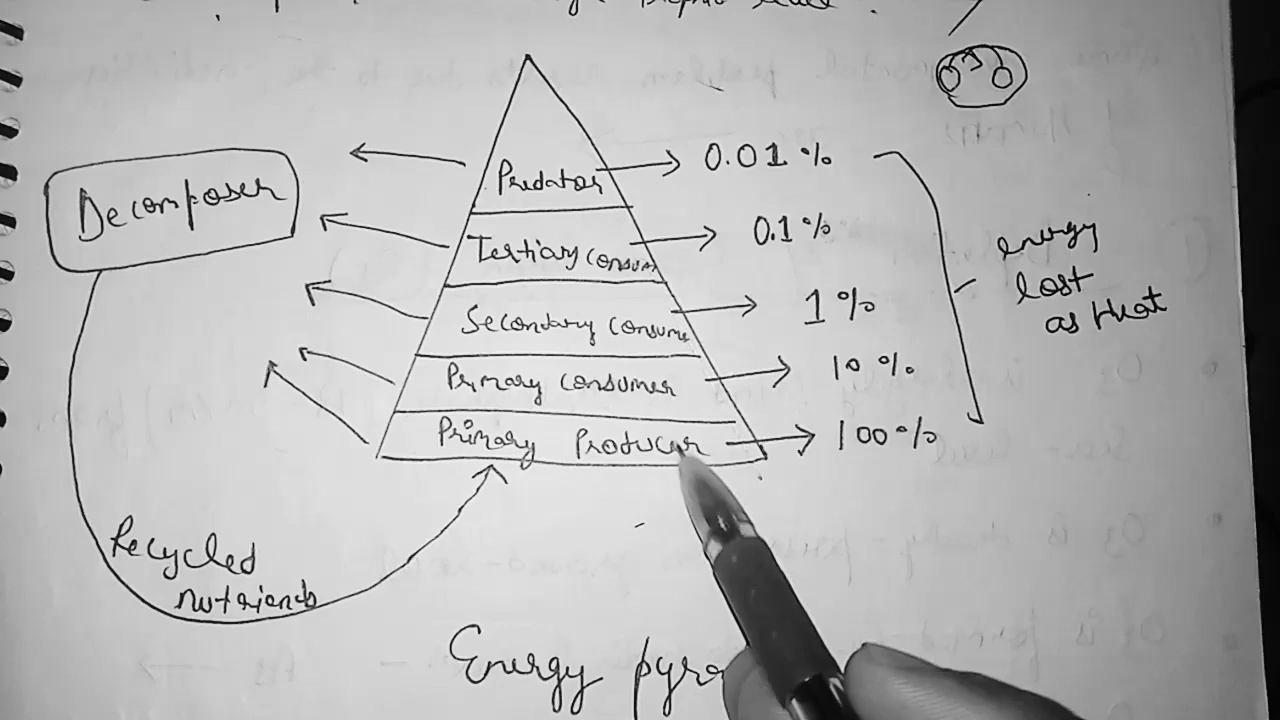 Predator
Tertiary Consum
Secondary Consume
Primary Consumer
Primary Producer
0.01 %
0.1 %
1 %
10 %
100 %
energy
lost
as Heat
Decomposer
Recycled
nutrients
Energy pyra